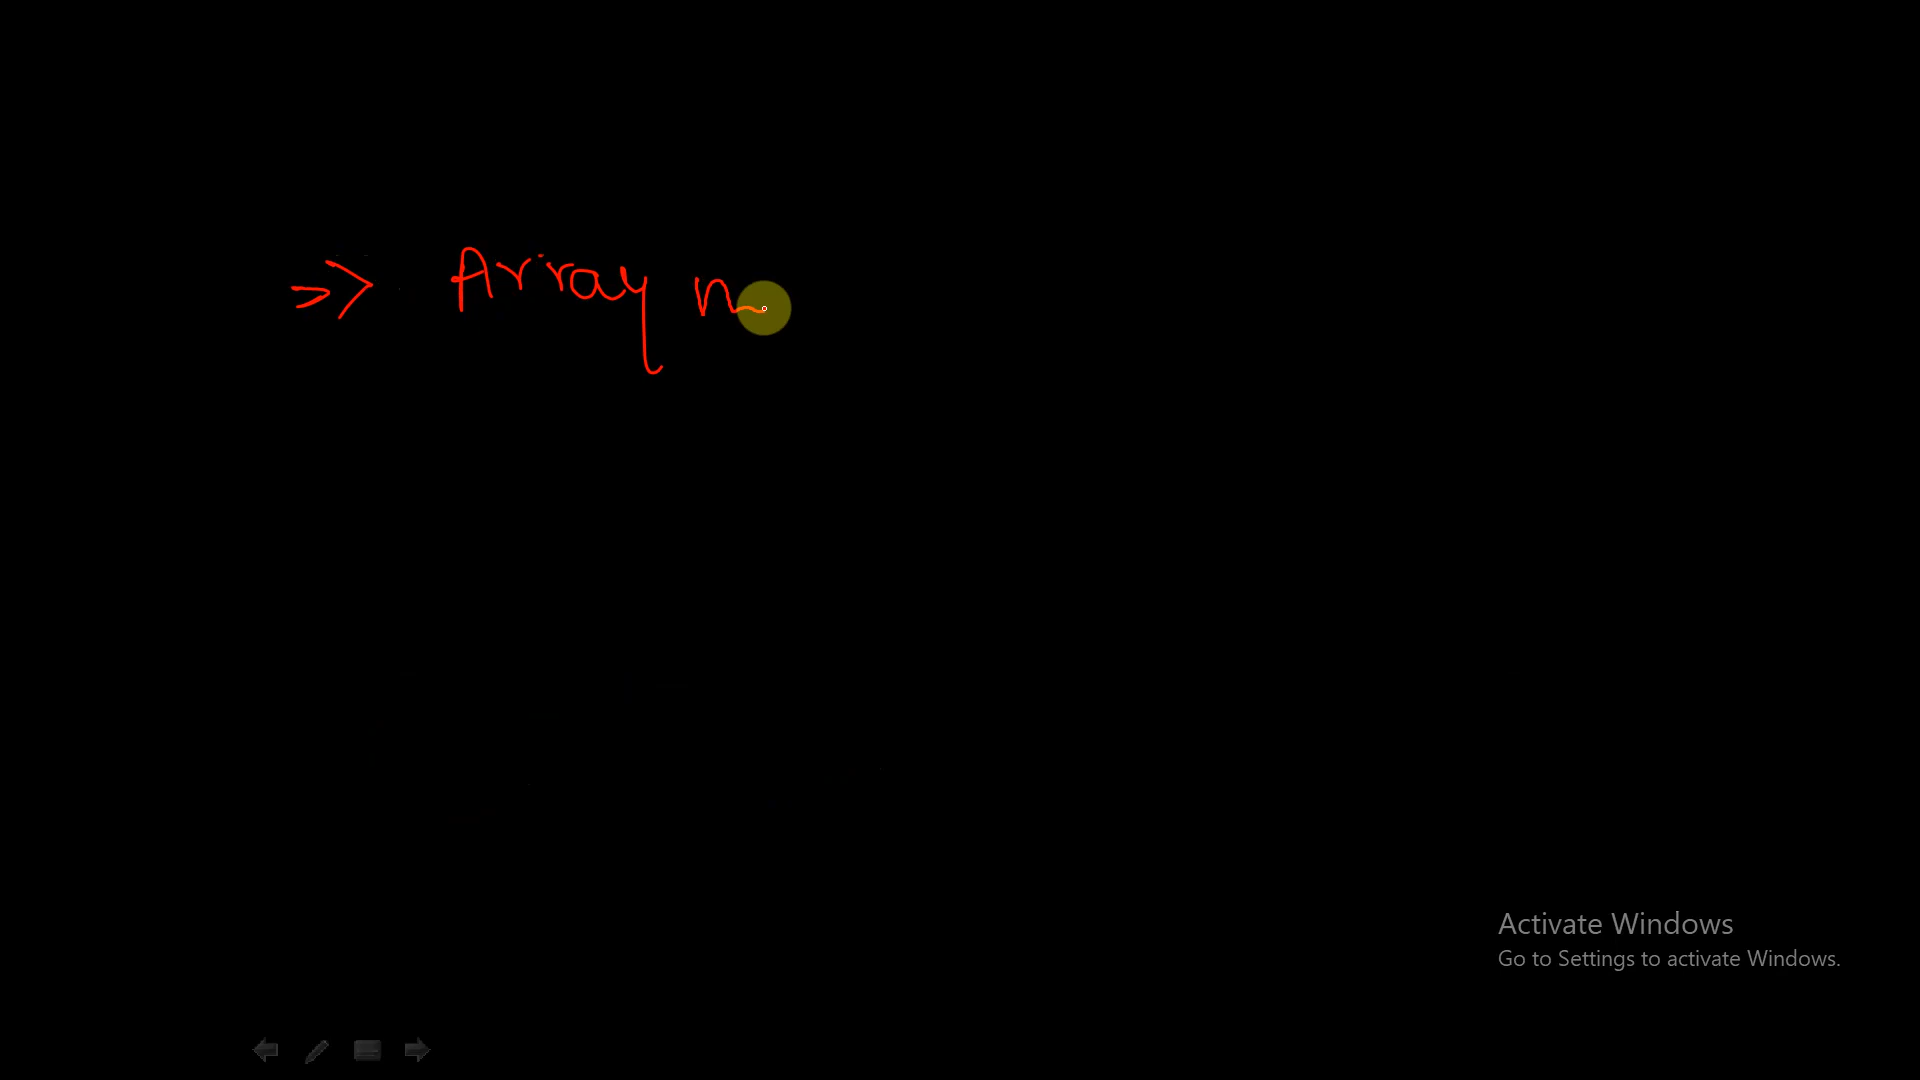 => Array n
Activate Windows
Go to Settings to activate Windows.